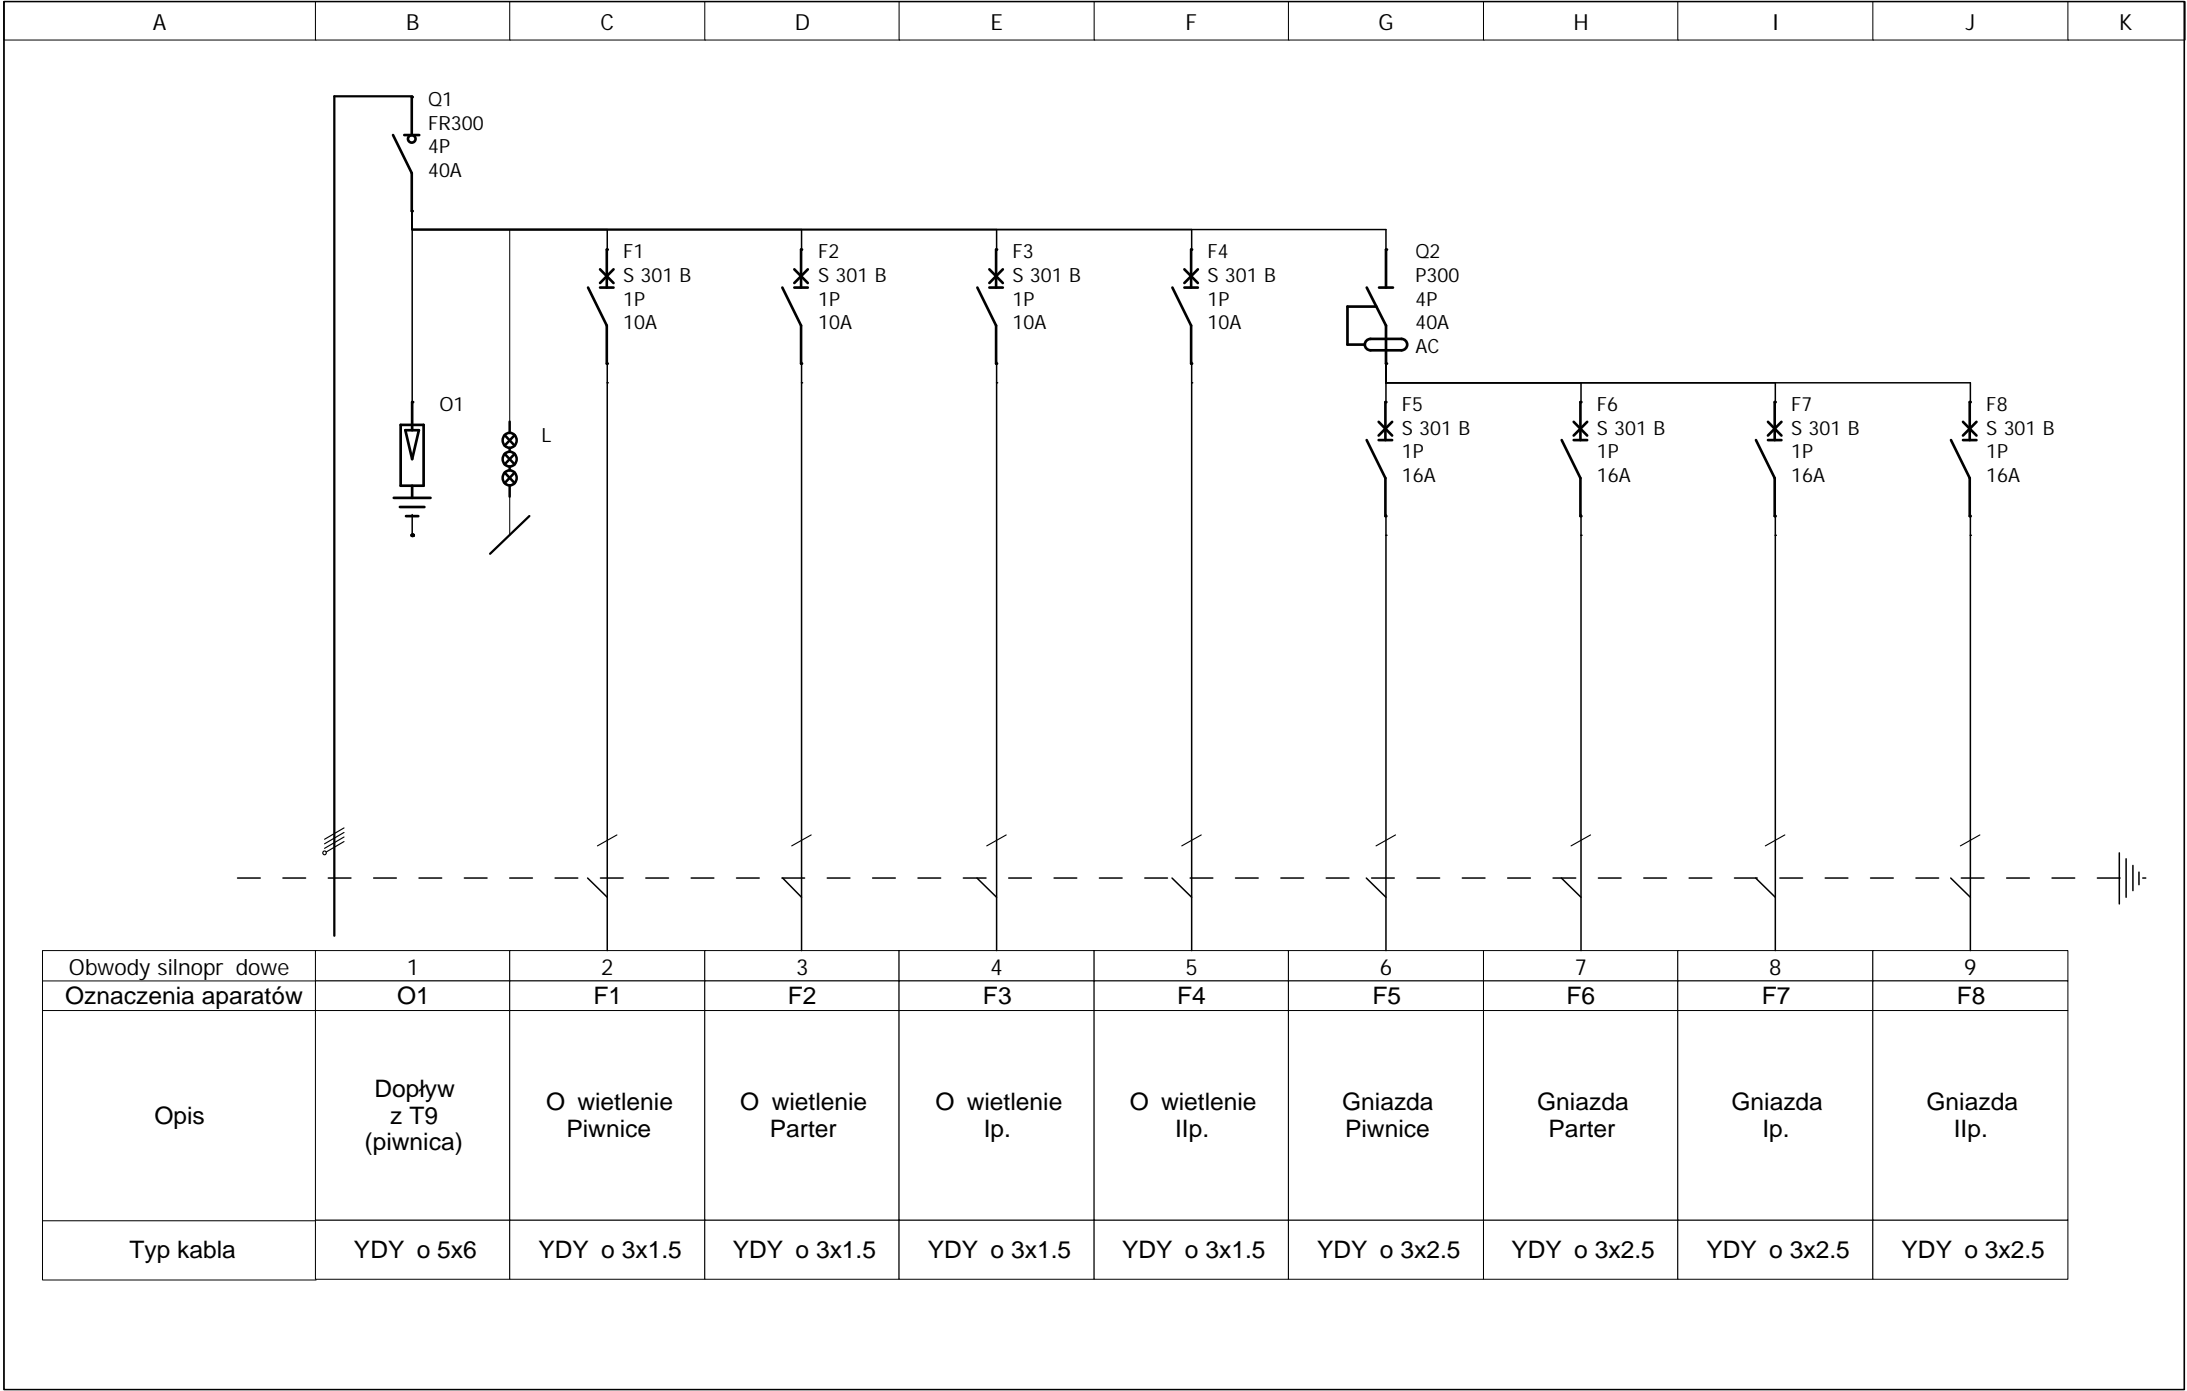 A B C D E F G H I J K
Q1
FR300
4P
40A
F1
S 301 B
1P
10A
F2
S 301 B
1P
10A
F3
S 301 B
1P
10A
F4
S 301 B
1P
10A
Q2
P300
4P
40A
AC
O1
L
F5
S 301 B
1P
16A
F6
S 301 B
1P
16A
F7
S 301 B
1P
16A
F8
S 301 B
1P
16A
Obwody silnopr dowe 1 2 3 4 5 6 7 8 9
Oznaczenia aparatów O1 F1 F2 F3 F4 F5 F6 F7 F8
Opis
Dopływ
z T9
(piwnica)
O wietlenie
Piwnice
O wietlenie
Parter
O wietlenie
Ip.
O wietlenie
IIp.
Gniazda
Piwnice
Gniazda
Parter
Gniazda
Ip.
Gniazda
IIp.
Typ kabla YDY o 5x6 YDY o 3x1.5 YDY o 3x1.5 YDY o 3x1.5 YDY o 3x1.5 YDY o 3x2.5 YDY o 3x2.5 YDY o 3x2.5 YDY o 3x2.5